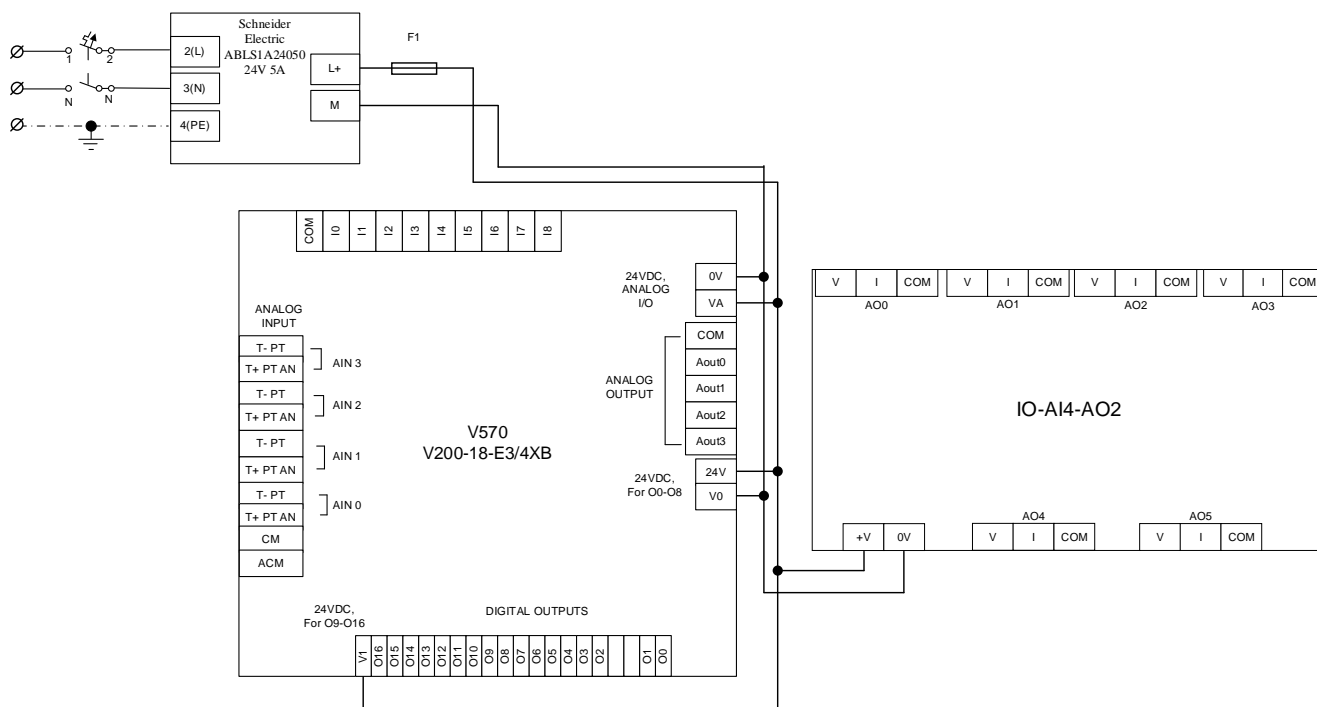 Schneider
Electric
ABLS1A24050
24V 5A
F1
1
2
2(L)
L+
N
N
3(N)
M
4(PE)
COM
I0
I1
I2
I3
I4
I5
I6
I7
I8
24VDC,
ANALOG
I/O
0V
VA
COM
Aout0
Aout1
Aout2
Aout3
ANALOG
OUTPUT
24V
V0
24VDC,
For O0-O8
ANALOG
INPUT
T- PT
T+ PT AN
AIN 3
T- PT
T+ PT AN
AIN 2
T- PT
T+ PT AN
AIN 1
T- PT
T+ PT AN
AIN 0
CM
ACM
V570
V200-18-E3/4XB
24VDC,
For O9-O16
DIGITAL OUTPUTS
V1
O16
O15
O14
O13
O12
O11
O10
O9
O8
O7
O6
O5
O4
O3
O2
O1
O0
V I COM
AO0
V I COM
AO1
V I COM
AO2
V I COM
AO3
IO-AI4-AO2
+V 0V
AO4
V I COM
AO5
V I COM